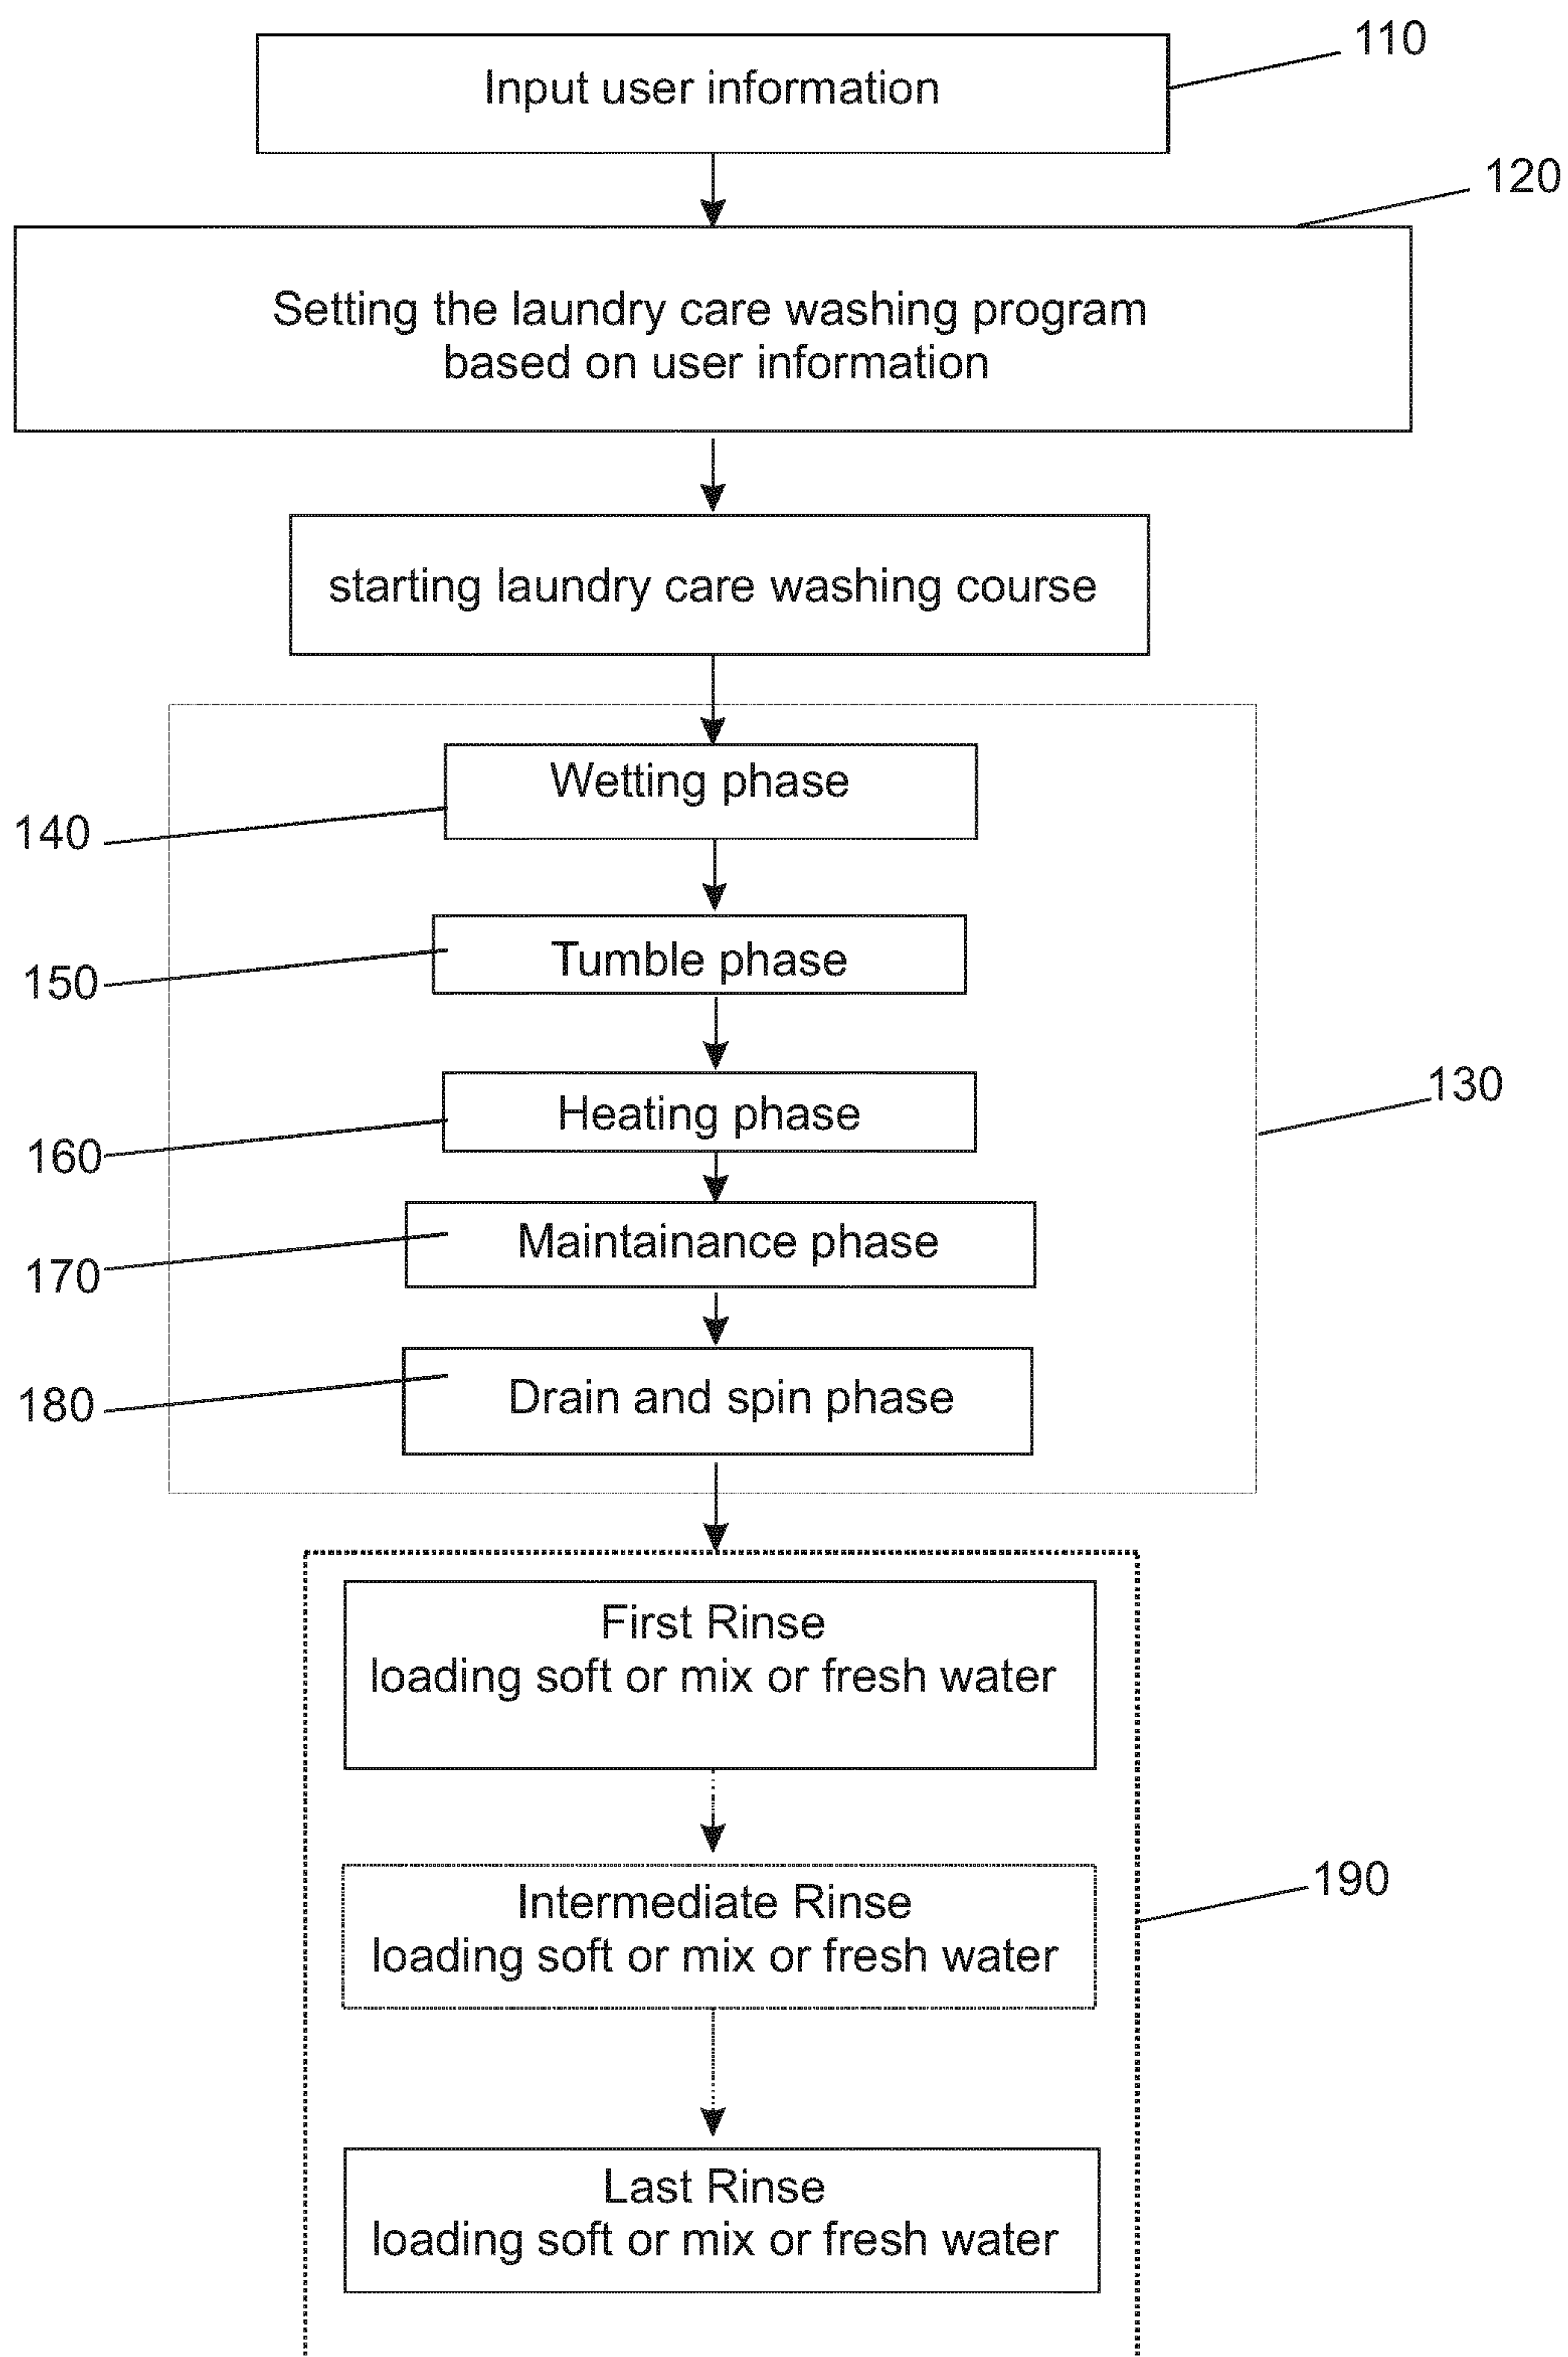 110
Input user information
120
Setting the laundry care washing program
based on user information
starting laundry care washing course
Wetting phase
140
Tumble phase
150
130
Heating phase
160
Maintainance phase
170
Drain and spin phase
180
First Rinse
loading soft or mix or fresh water
190
Intermediate Rinse
loading soft or mix or fresh water
Last Rinse
loading soft or mix or fresh water